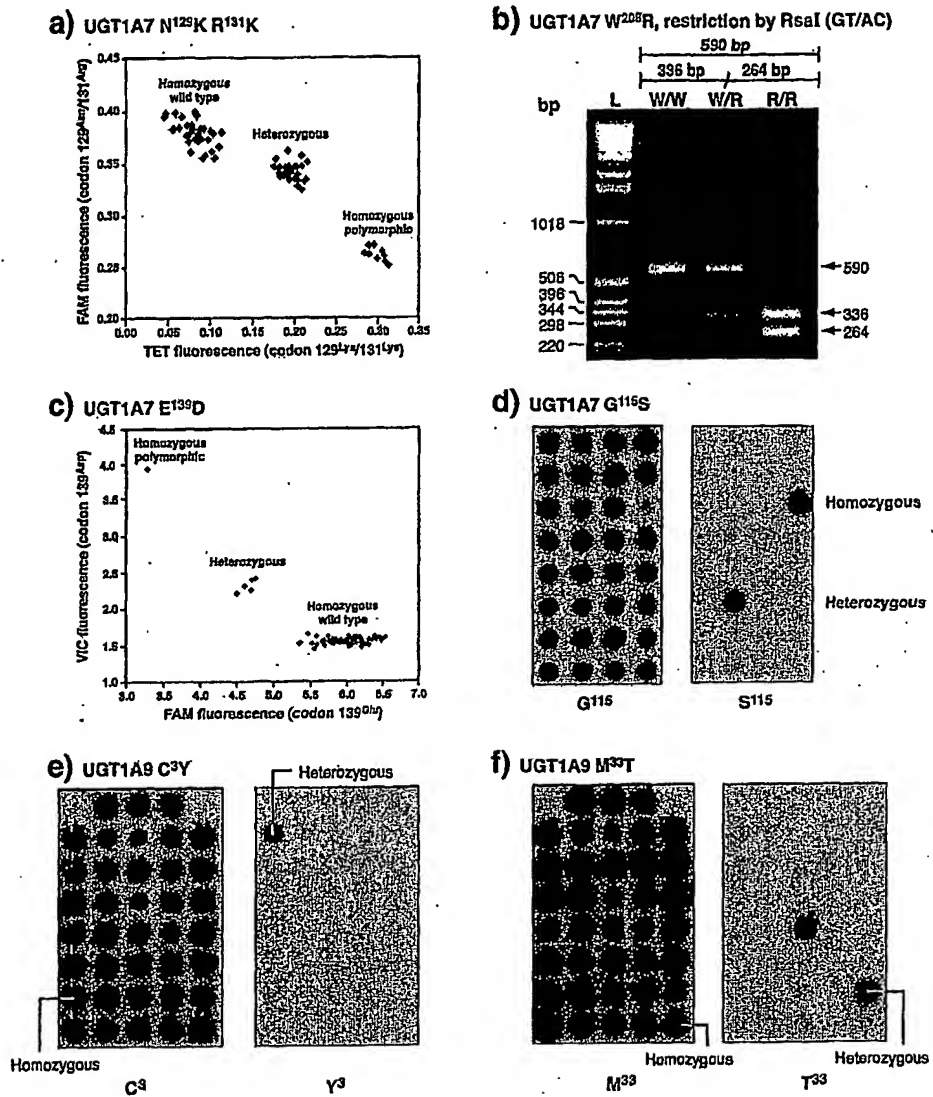 a) UGT1A7 N¹²⁹K R¹³¹K
FAM fluorescence (codon 129ᴬˢⁿ/131ᴬʳᵍ)
0.45
0.40
0.35
0.30
0.25
0.20
Homozygous
wild type
Heterozygous
Homozygous
polymorphic
0.00 0.05 0.10 0.15 0.20 0.25 0.30 0.35
TET fluorescence (codon 129ᴸʸˢ/131ᴸʸˢ)
b) UGT1A7 W²⁰⁸R, restriction by RsaI (GT/AC)
590 bp
396 bp 264 bp
bp L W/W W/R R/R
1018
506
396
344
298
220
590
336
264
c) UGT1A7 E¹³⁹D
VIC fluorescence (codon 139ᴬˢᵖ)
4.5
4.0
3.5
3.0
2.5
2.0
1.5
1.0
Homozygous
polymorphic
Heterozygous
Homozygous
wild type
3.0 3.5 4.0 4.5 5.0 5.5 6.0 6.5 7.0
FAM fluorescence (codon 139ᴳˡᵘ)
d) UGT1A7 G¹¹⁵S
Homozygous
Heterozygous
G¹¹⁵ S¹¹⁵
e) UGT1A9 C³Y
Heterozygous
Homozygous
C³ Y³
f) UGT1A9 M³³T
Homozygous
Heterozygous
M³³ T³³